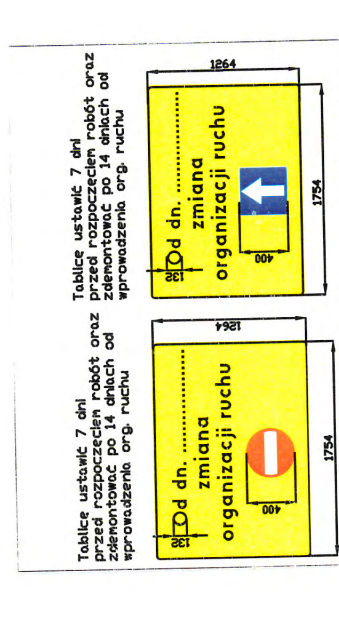 Tablice ustawić 7 dni
przed rozpoczęciem robót oraz
zdemontować po 14 dniach od
wprowadzenia org. ruchu
132
Od dn. ....................
zmiana
organizacji ruchu
400
1264
1754
Tablice ustawić 7 dni
przed rozpoczęciem robót oraz
zdemontować po 14 dniach od
wprowadzenia org. ruchu
132
Od dn. ....................
zmiana
organizacji ruchu
400
1264
1754